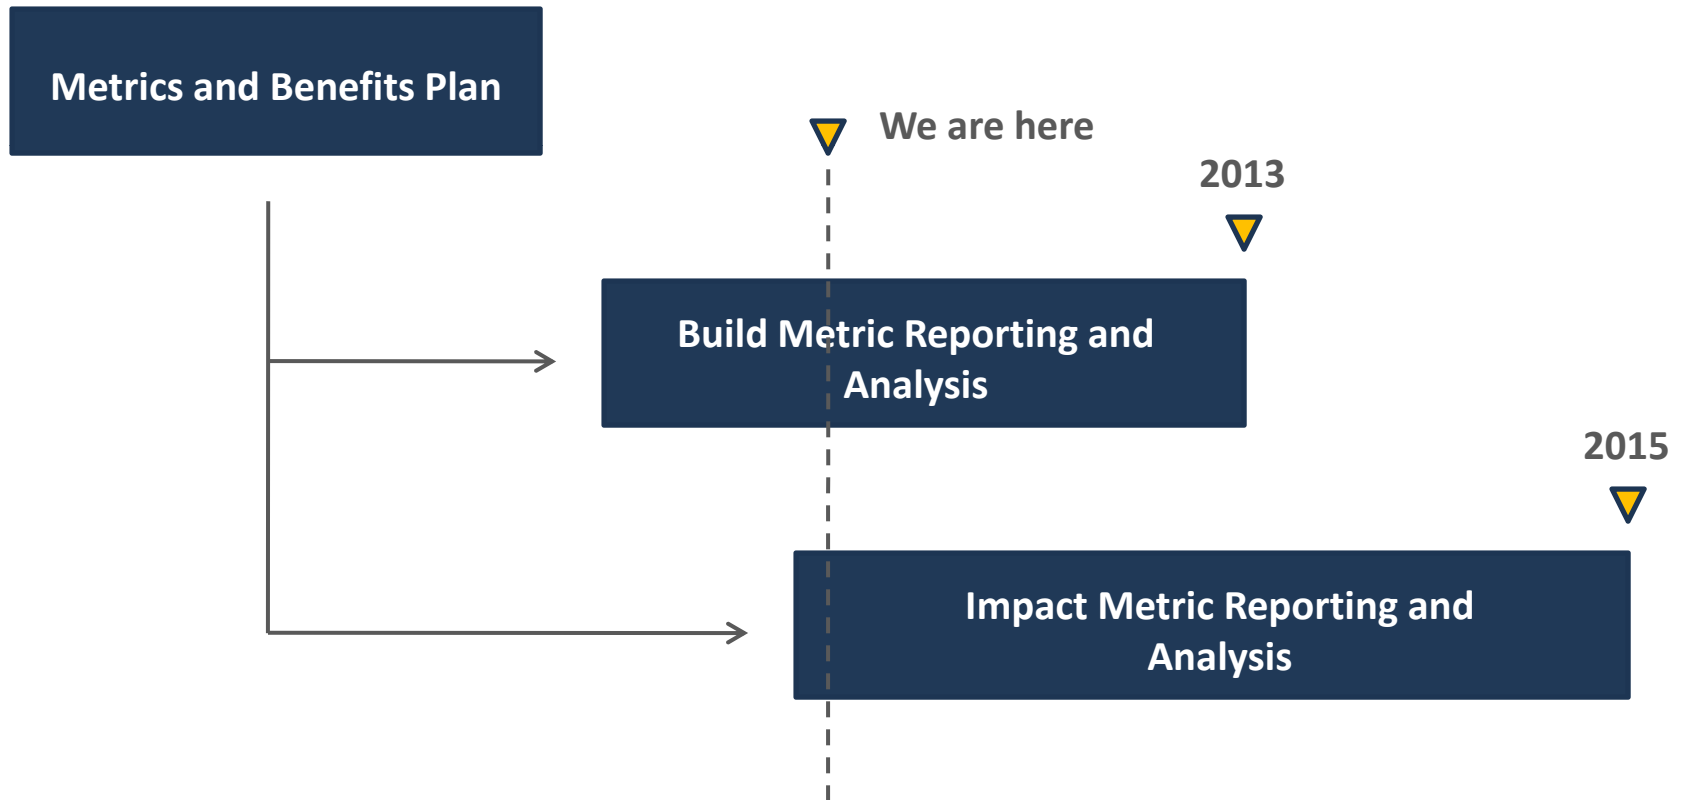 Metrics and Benefits Plan
We are here
2013
Build Metric Reporting and
Analysis
2015
Impact Metric Reporting and
Analysis